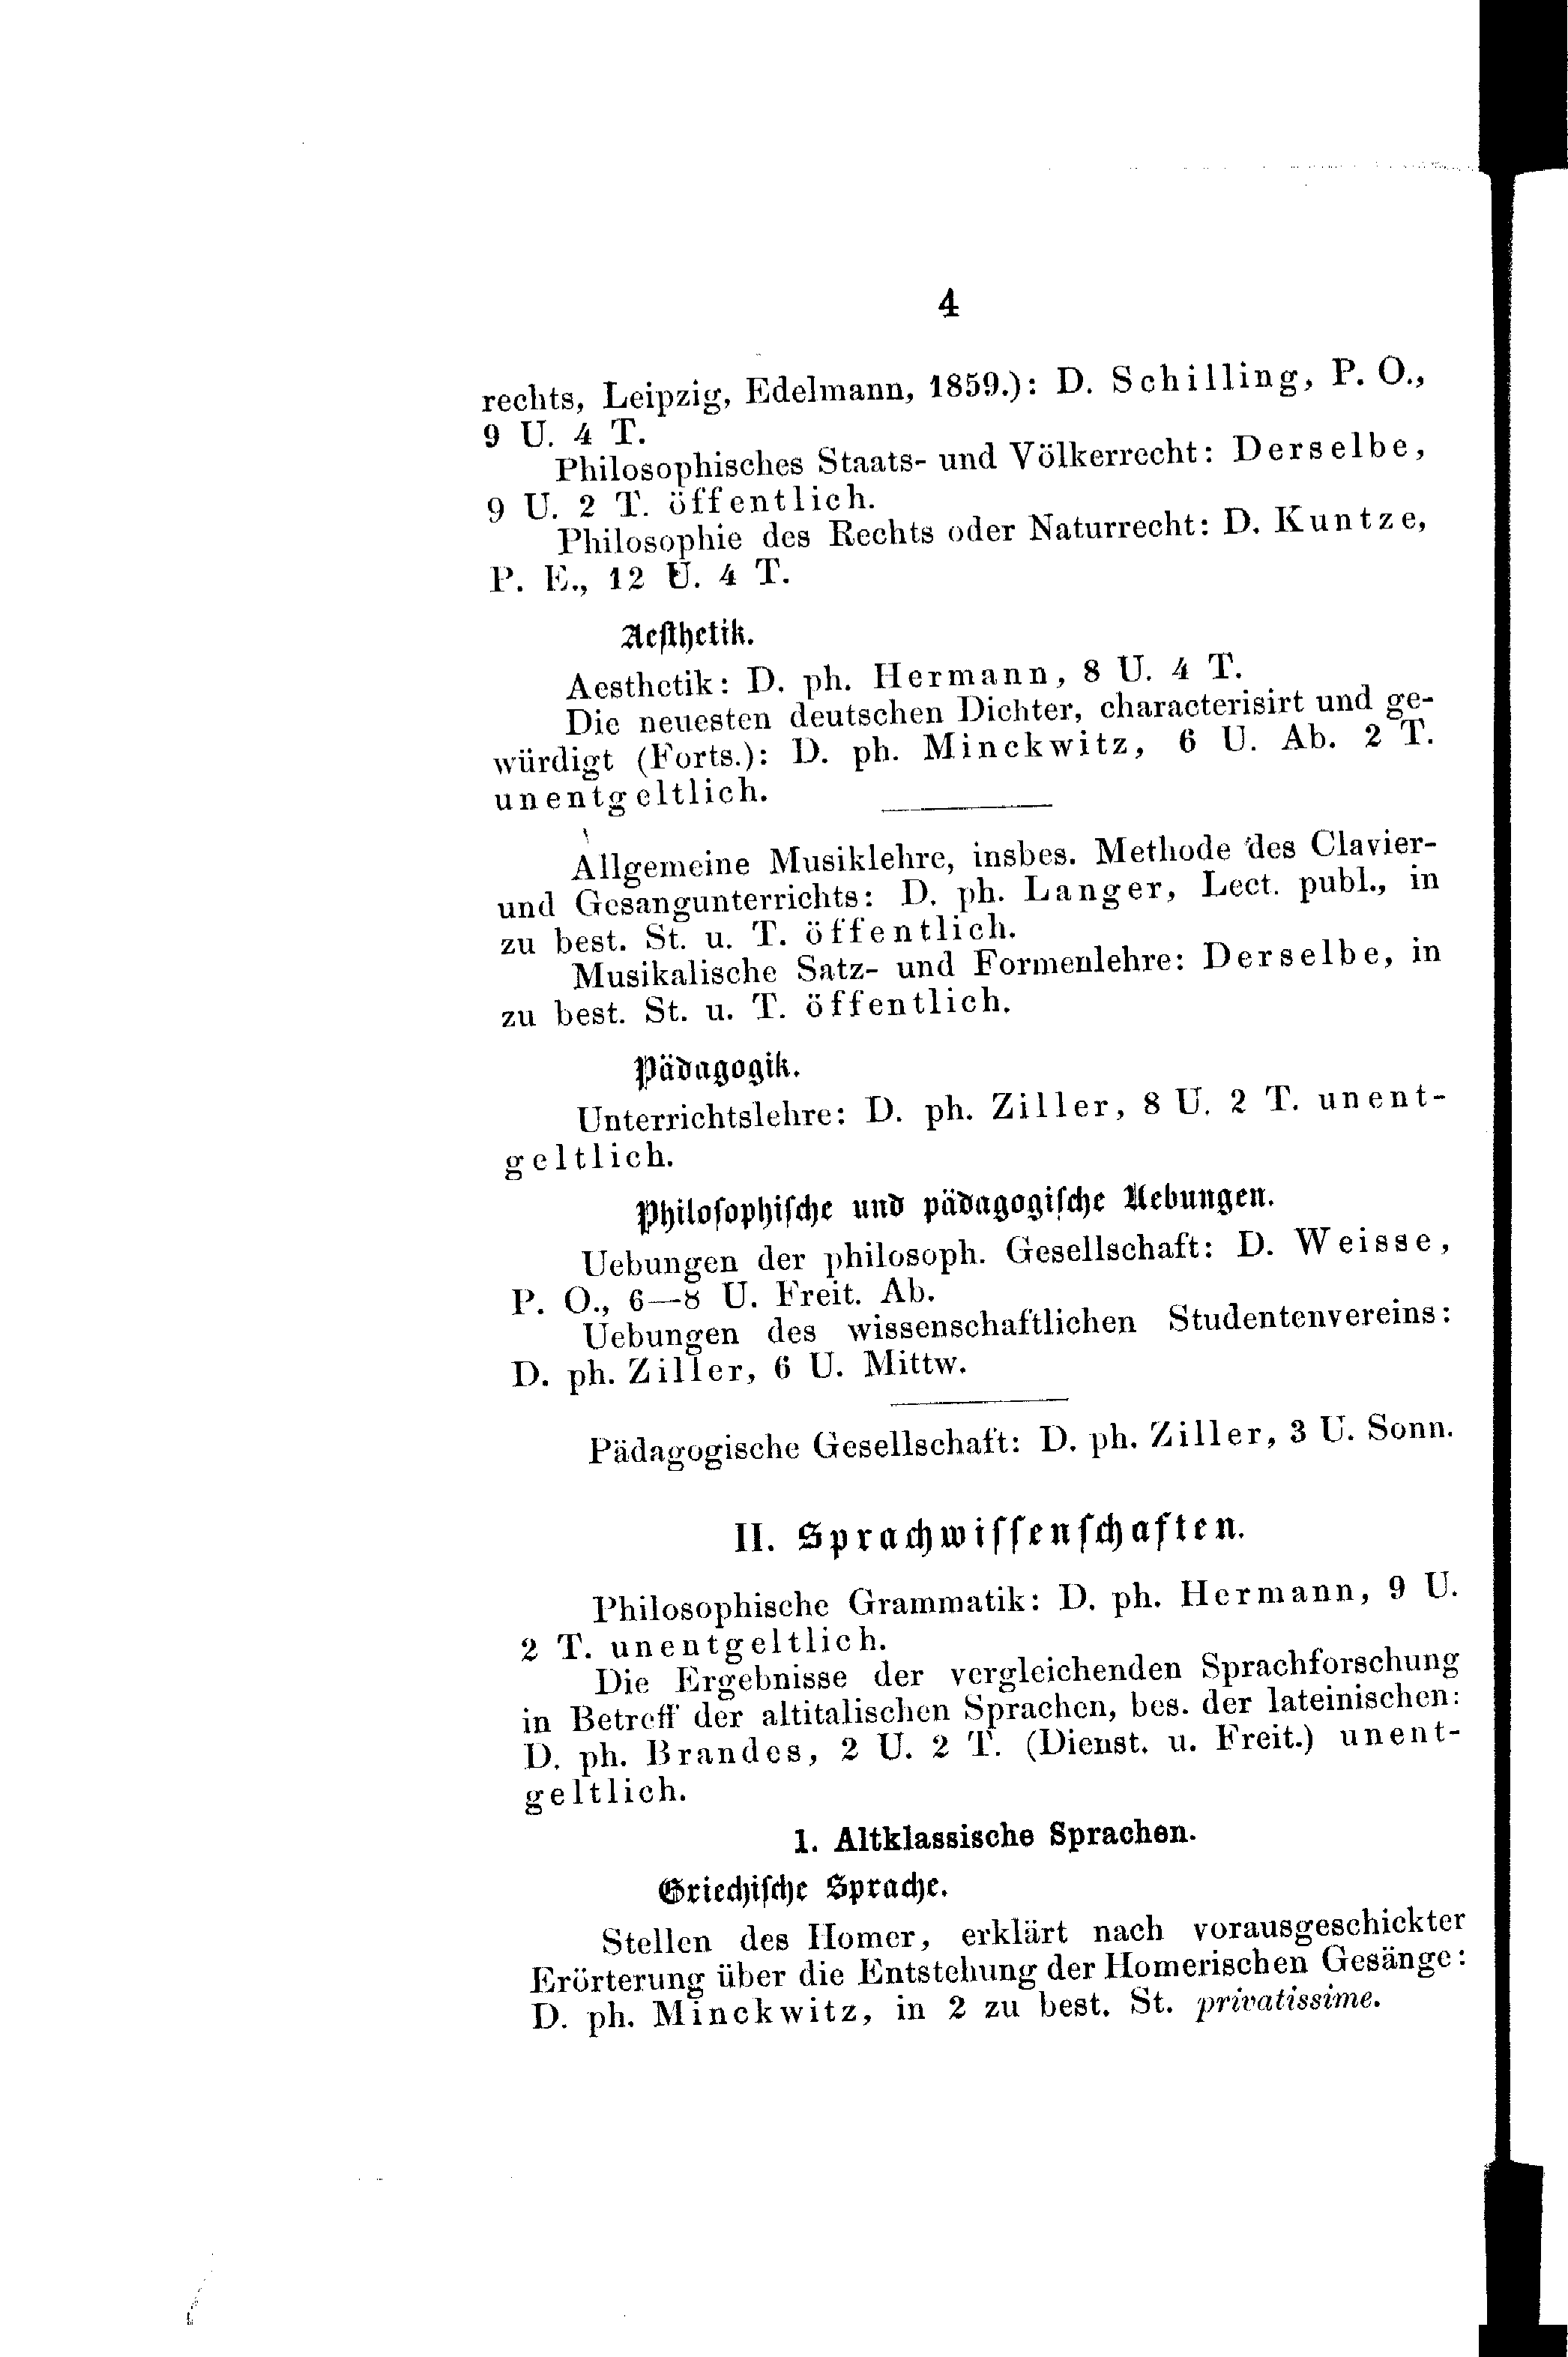 4
rechts, Leipzig, Edelmann, 1859.): D. Schilling, P. O.,
9 U. 4 T.
Philosophisches Staats- und Völkerrecht: Derselbe,
9 U. 2 T. öffentlich.
Philosophie des Rechts oder Naturrecht: D. Kuntze,
P. E., 12 U. 4 T.
Aesthetik.
Aesthetik: D. ph. Hermann, 8 U. 4 T.
Die neuesten deutschen Dichter, characterisirt und ge-
würdigt (Forts.): D. ph. Minckwitz, 6 U. Ab. 2 T.
unentgeltlich.
Allgemeine Musiklehre, insbes. Methode des Clavier-
und Gesangunterrichts: D. ph. Langer, Lect. publ., in
zu best. St. u. T. öffentlich.
Musikalische Satz- und Formenlehre: Derselbe, in
zu best. St. u. T. öffentlich.
Pädagogik.
Unterrichtslehre: D. ph. Ziller, 8 U. 2 T. unent-
geltlich.
Philosophische und pädagogische Uebungen.
Uebungen der philosoph. Gesellschaft: D. Weisse,
P. O., 6—8 U. Freit. Ab.
Uebungen des wissenschaftlichen Studentenvereins:
D. ph. Ziller, 6 U. Mittw.
Pädagogische Gesellschaft: D. ph. Ziller, 3 U. Sonn.
II. Sprachwissenschaften.
Philosophische Grammatik: D. ph. Hermann, 9 U.
2 T. unentgeltlich.
Die Ergebnisse der vergleichenden Sprachforschung
in Betreff der altitalischen Sprachen, bes. der lateinischen:
D. ph. Brandes, 2 U. 2 T. (Dienst. u. Freit.) unent-
geltlich.
1. Altklassische Sprachen.
Griechische Sprache.
Stellen des Homer, erklärt nach vorausgeschickter
Erörterung über die Entstehung der Homerischen Gesänge:
D. ph. Minckwitz, in 2 zu best. St. privatissime.